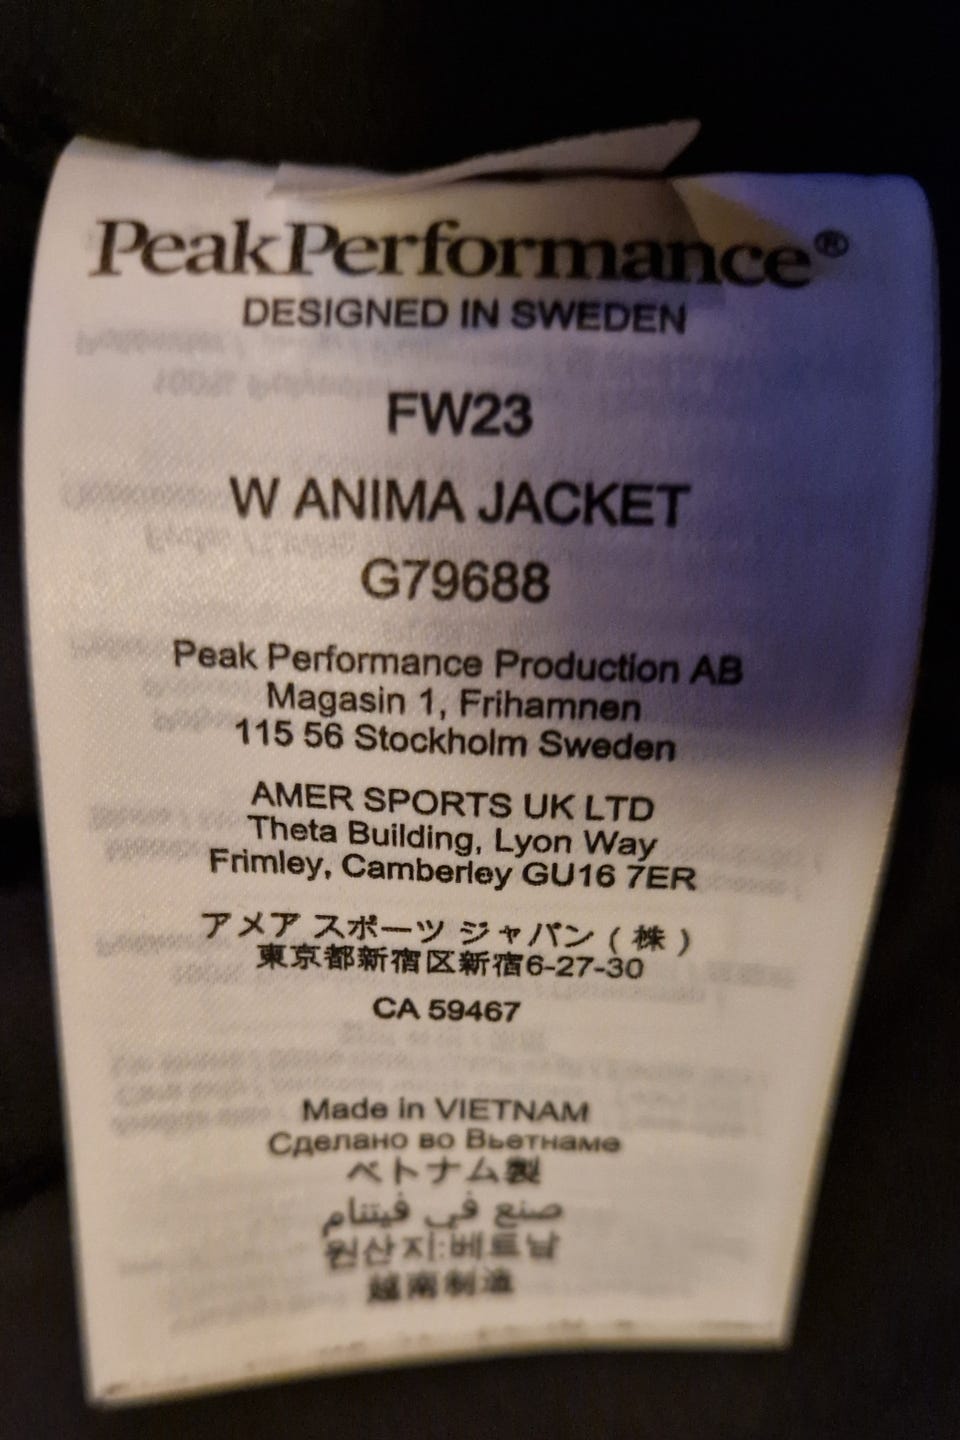 PeakPerformance®
DESIGNED IN SWEDEN
FW23
W ANIMA JACKET
G79688
Peak Performance Production AB
Magasin 1, Frihamnen
115 56 Stockholm Sweden
AMER SPORTS UK LTD
Theta Building, Lyon Way
Frimley, Camberley GU16 7ER
アメア スポーツ ジャパン ( 株 )
東京都新宿区新宿6-27-30
CA 59467
Made in VIETNAM
Сделано во Вьетнаме
ベトナム製
صنع في فيتنام
원산지:베트남
越南制造